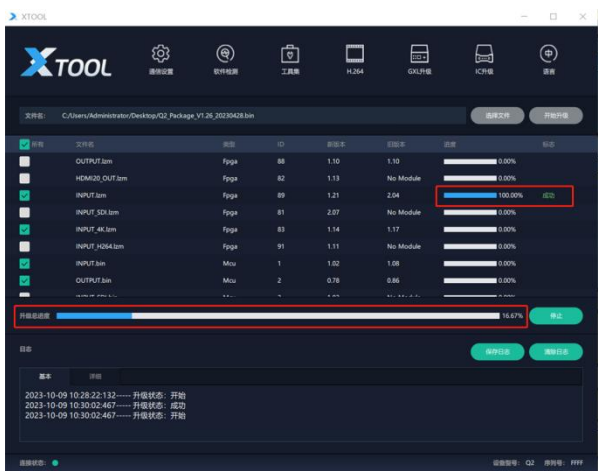 XTOOL
XTOOL
通信设置
软件检测
工具集
H.264
GXL升级
IC升级
语言
文件名: C:/Users/Administrator/Desktop/Q2_Package_V1.26_20230428.bin 选择文件 开始升级
所有 文件名 类型 ID 新版本 旧版本 进度 标志
OUTPUT.lzm Fpga 88 1.10 1.10 0.00%
HDMI20_OUT.lzm Fpga 82 1.13 No Module 0.00%
INPUT.lzm Fpga 89 1.21 2.04 100.00% 成功
INPUT_SDI.lzm Fpga 81 2.07 No Module 0.00%
INPUT_4K.lzm Fpga 83 1.14 1.17 0.00%
INPUT_H264.lzm Fpga 91 1.11 No Module 0.00%
INPUT.bin Mcu 1 1.02 1.08 0.00%
OUTPUT.bin Mcu 2 0.78 0.86 0.00%
升级总进度 16.67% 停止
日志 保存日志 清除日志
基本 详细
2023-10-09 10:28:22:132----- 升级状态: 开始
2023-10-09 10:30:02:467----- 升级状态: 成功
2023-10-09 10:30:02:467----- 升级状态: 开始
连接状态: 设备型号: Q2 序列号: FFFF